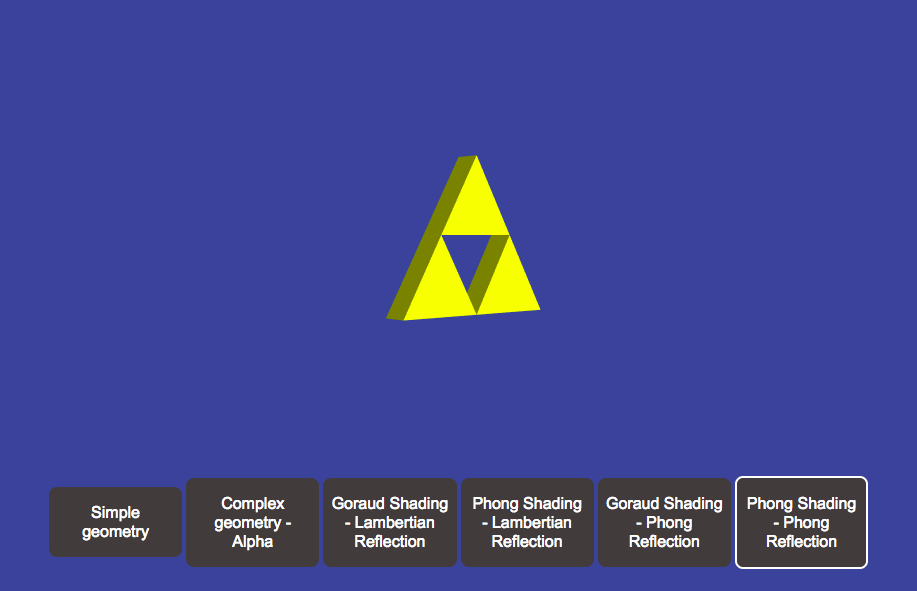 Simple
geometry
Complex
geometry -
Alpha
Goraud Shading
- Lambertian
Reflection
Phong Shading
- Lambertian
Reflection
Goraud Shading
- Phong
Reflection
Phong Shading
- Phong
Reflection